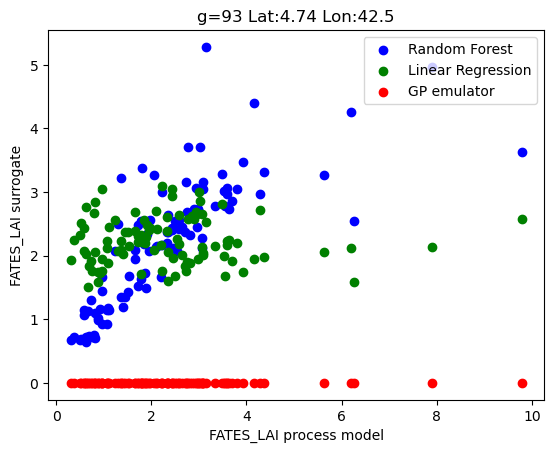 g=93 Lat:4.74 Lon:42.5
Random Forest
Linear Regression
GP emulator
FATES_LAI surrogate
5
4
3
2
1
0
0 2 4 6 8 10
FATES_LAI process model